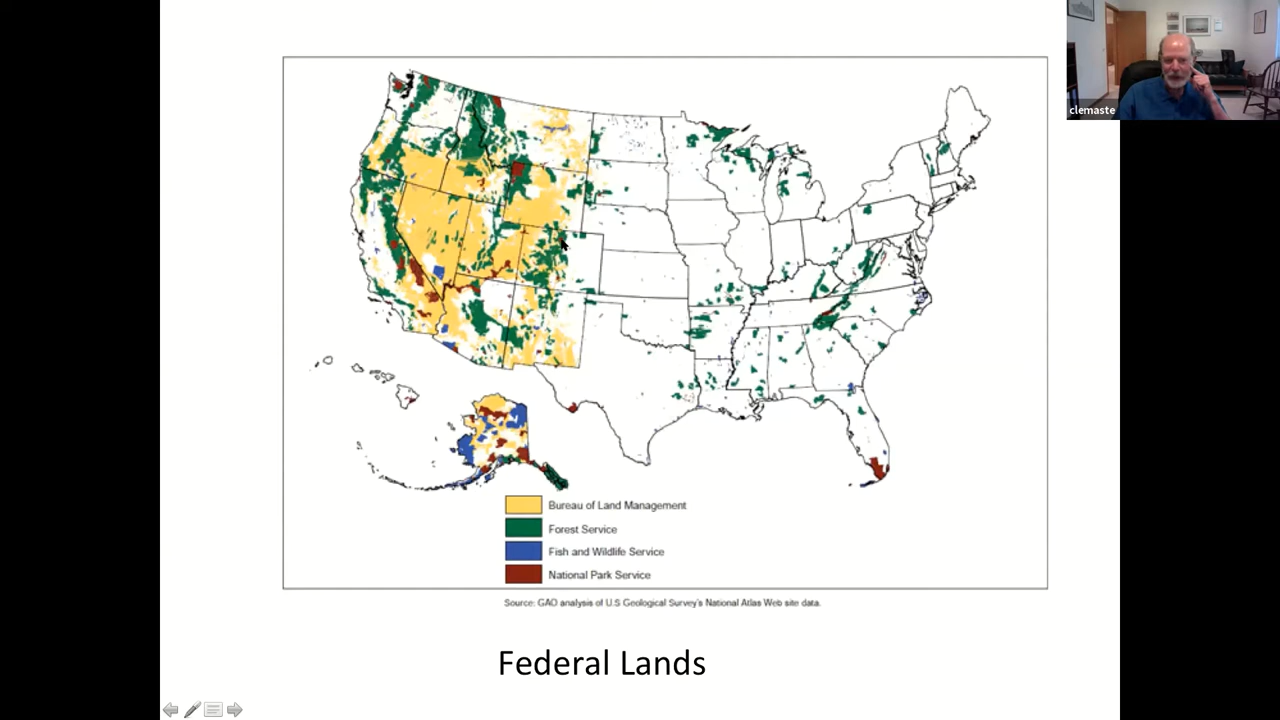 clemaste
Bureau of Land Management
Forest Service
Fish and Wildlife Service
National Park Service
Source: GAO analysis of U.S Geological Survey's National Atlas Web site data.
Federal Lands